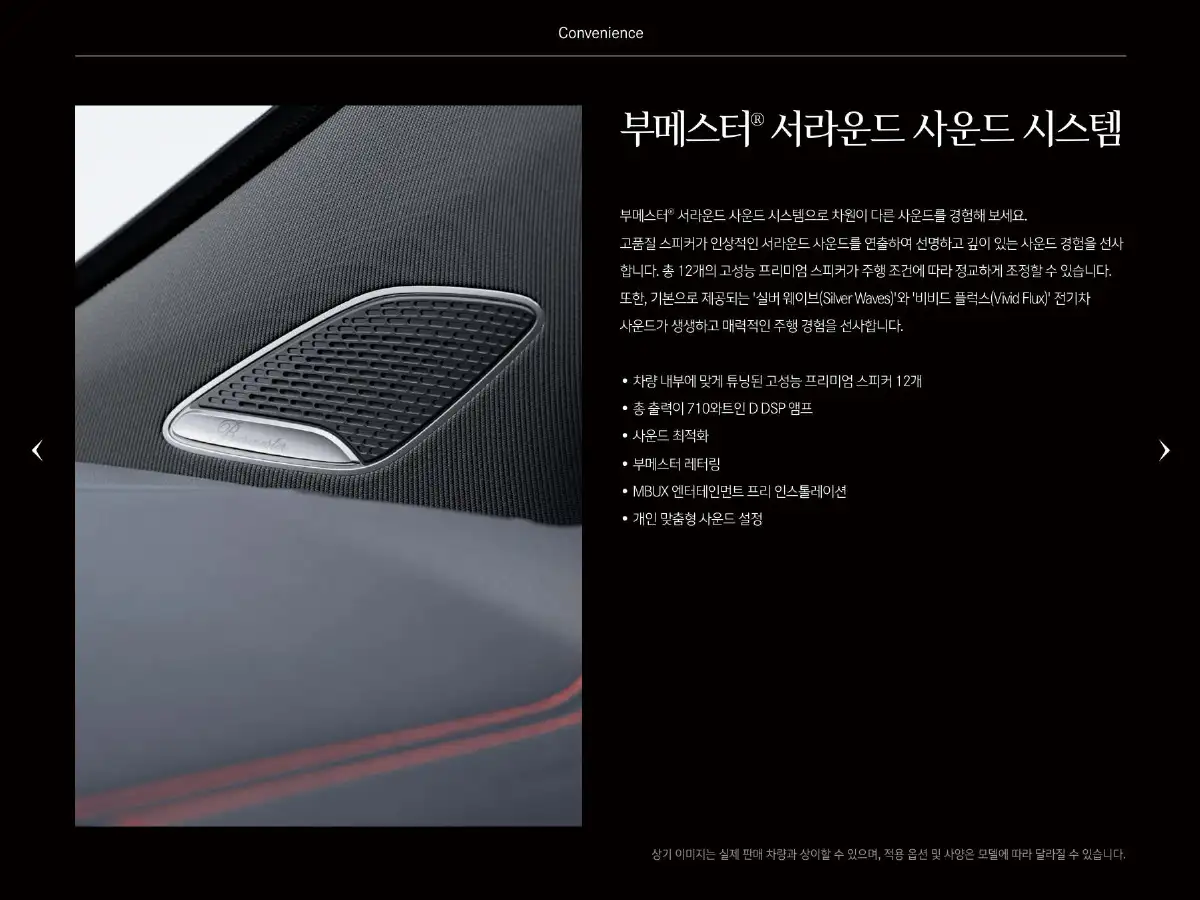 Convenience
부메스터® 서라운드 사운드 시스템
부메스터® 서라운드 사운드 시스템으로 차원이 다른 사운드를 경험해 보세요.
고품질 스피커가 인상적인 서라운드 사운드를 연출하여 선명하고 깊이 있는 사운드 경험을 선사
합니다. 총 12개의 고성능 프리미엄 스피커가 주행 조건에 따라 정교하게 조정할 수 있습니다.
또한, 기본으로 제공되는 '실버 웨이브(Silver Waves)'와 '비비드 플럭스(Vivid Flux)' 전기차
사운드가 생생하고 매력적인 주행 경험을 선사합니다.
• 차량 내부에 맞게 튜닝된 고성능 프리미엄 스피커 12개
• 총 출력이 710와트인 D DSP 앰프
• 사운드 최적화
• 부메스터 레터링
• MBUX 엔터테인먼트 프리 인스톨레이션
• 개인 맞춤형 사운드 설정
상기 이미지는 실제 판매 차량과 상이할 수 있으며, 적용 옵션 및 사양은 모델에 따라 달라질 수 있습니다.